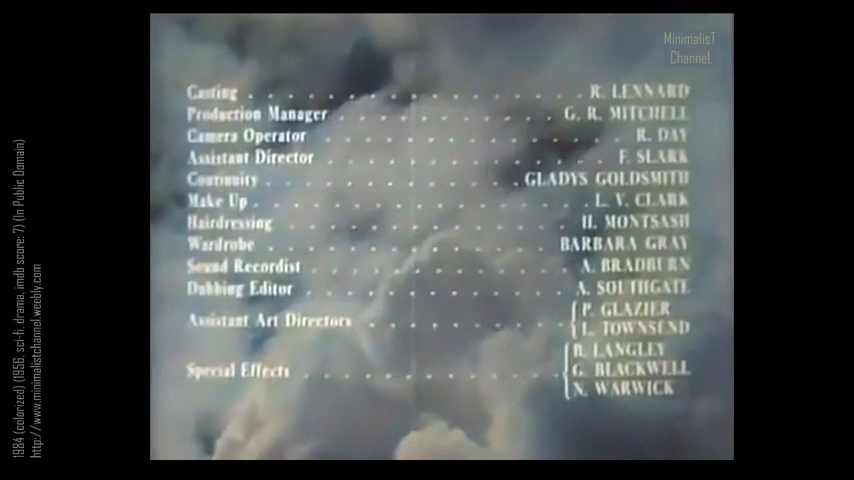 MinimalisT
ChanneL
Casting . . . . . . . . . . . . . . . . R. LENNARD
Production Manager . . . . . . . . . . . G. R. MITCHELL
Camera Operator . . . . . . . . . . . . . . R. DAY
Assistant Director . . . . . . . . . . . . . F. SLARK
Continuity . . . . . . . . . . . . GLADYS GOLDSMITH
Make Up . . . . . . . . . . . . . . . L. V. CLARK
Hairdressing . . . . . . . . . . . . . . H. MONTSASH
Wardrobe . . . . . . . . . . . . . . BARBARA GRAY
Sound Recordist . . . . . . . . . . . . A. BRADBURN
Dubbing Editor . . . . . . . . . . . . A. SOUTHGATE
Assistant Art Directors . . . . . . . . . P. GLAZIER
L. TOWNSEND
B. LANGLEY
Special Effects . . . . . . . . . . . . G. BLACKWELL
N. WARWICK
1984 (colorized) (1956, sci-fi, drama, imdb score: 7) (In Public Domain)
http://www.minimalistchannel.weebly.com